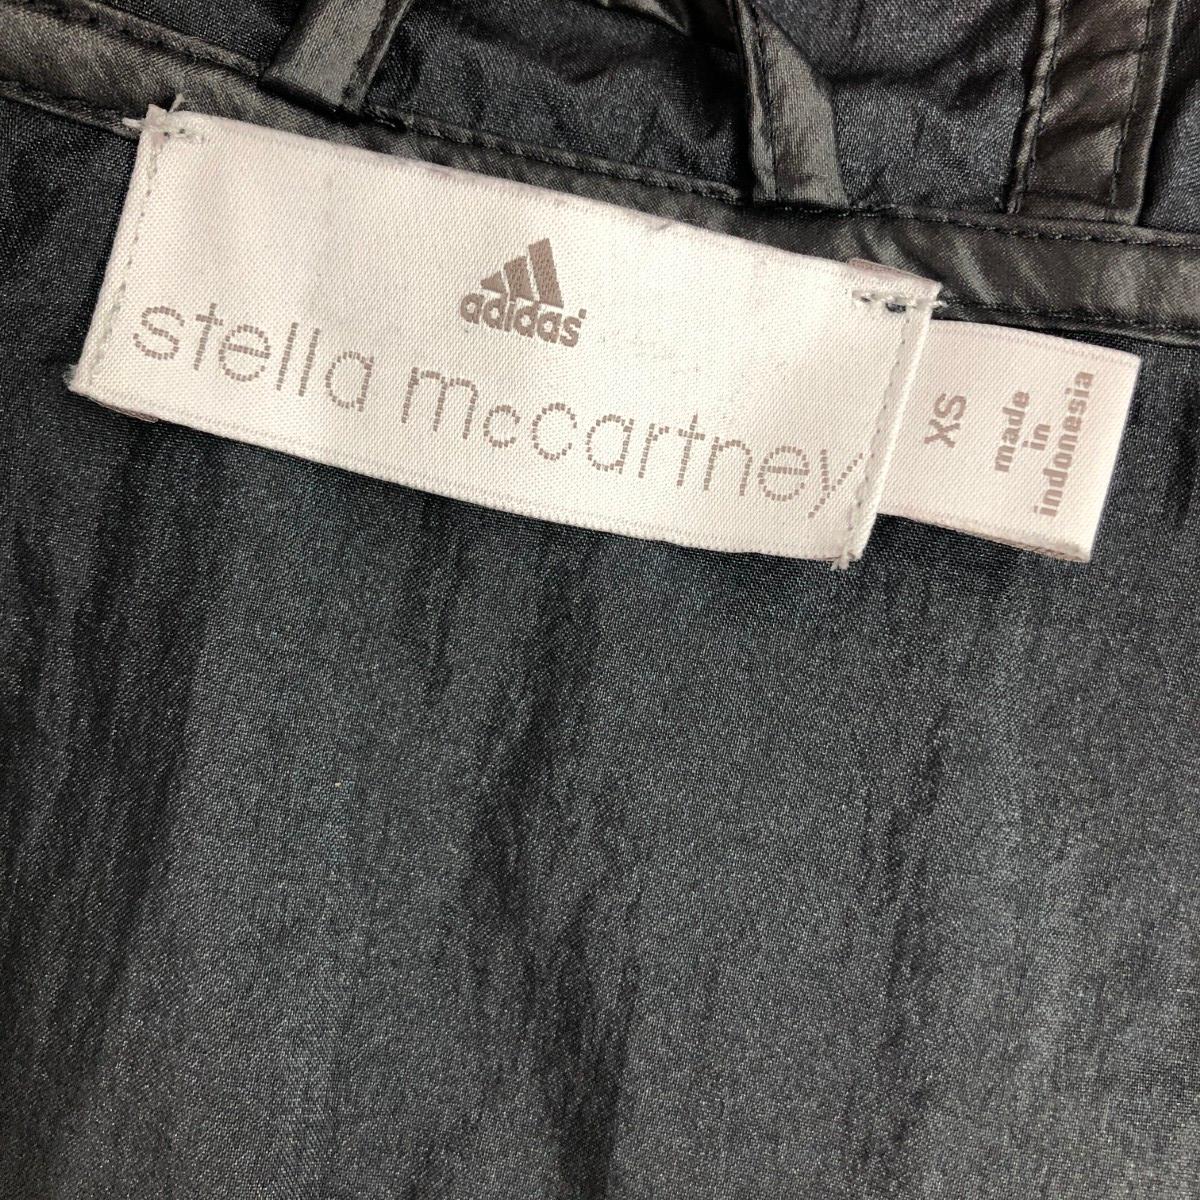 adidas
stella mccartney
XS
made
in
indonesia